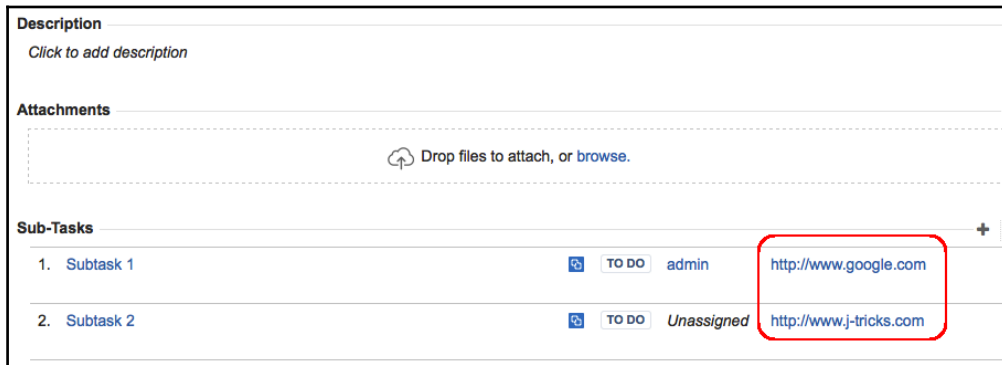 Description
Click to add description
Attachments
Drop files to attach, or browse.
Sub-Tasks
1. Subtask 1 TO DO admin http://www.google.com
2. Subtask 2 TO DO Unassigned http://www.j-tricks.com